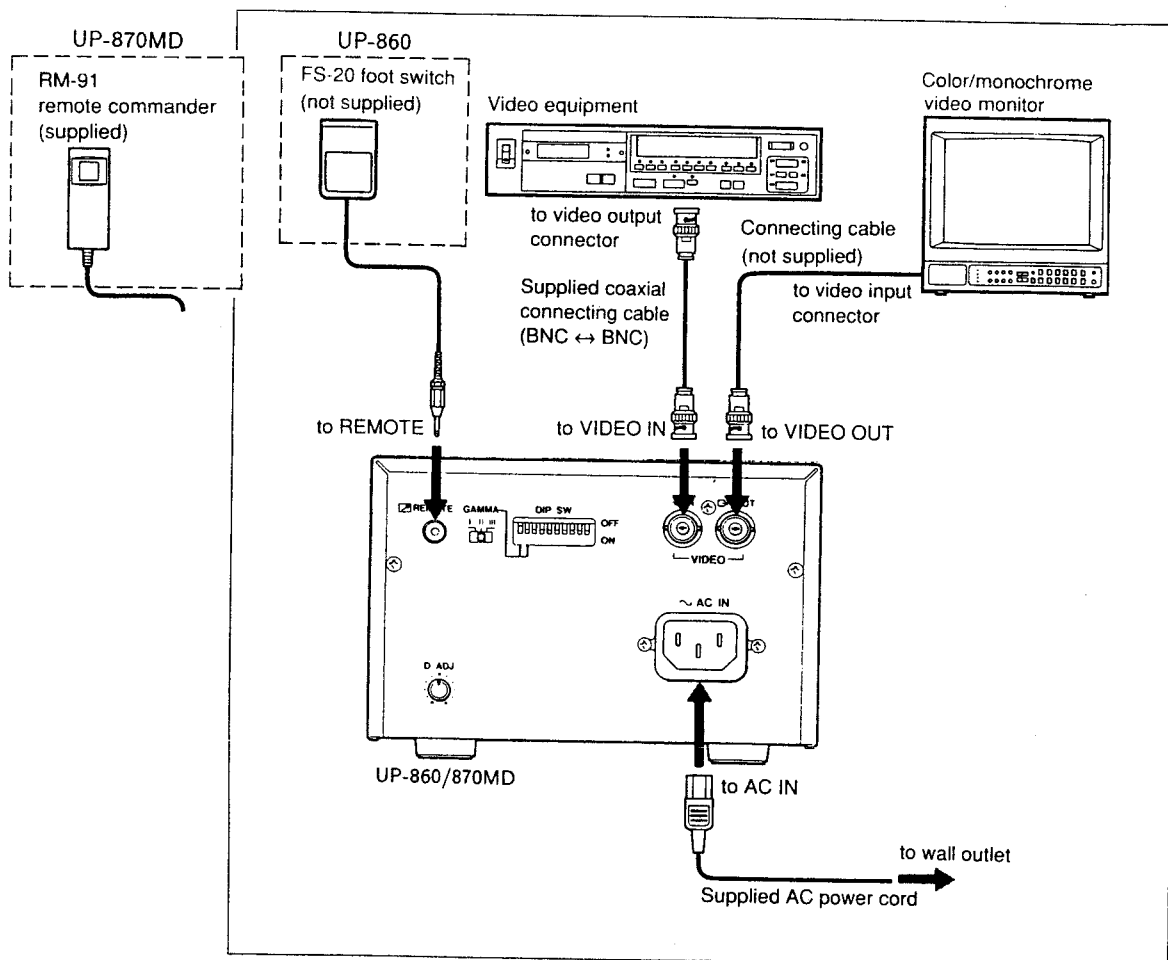 UP-870MD
RM-91
remote commander
(supplied)
UP-860
FS-20 foot switch
(not supplied)
Video equipment
Color/monochrome
video monitor
to video output
connector
Connecting cable
(not supplied)
to video input
connector
Supplied coaxial
connecting cable
(BNC ↔ BNC)
to REMOTE
to VIDEO IN
to VIDEO OUT
GAMMA
I II III
DIP SW
OFF
ON
VIDEO
~ AC IN
D ADJ
UP-860/870MD
to AC IN
to wall outlet
Supplied AC power cord